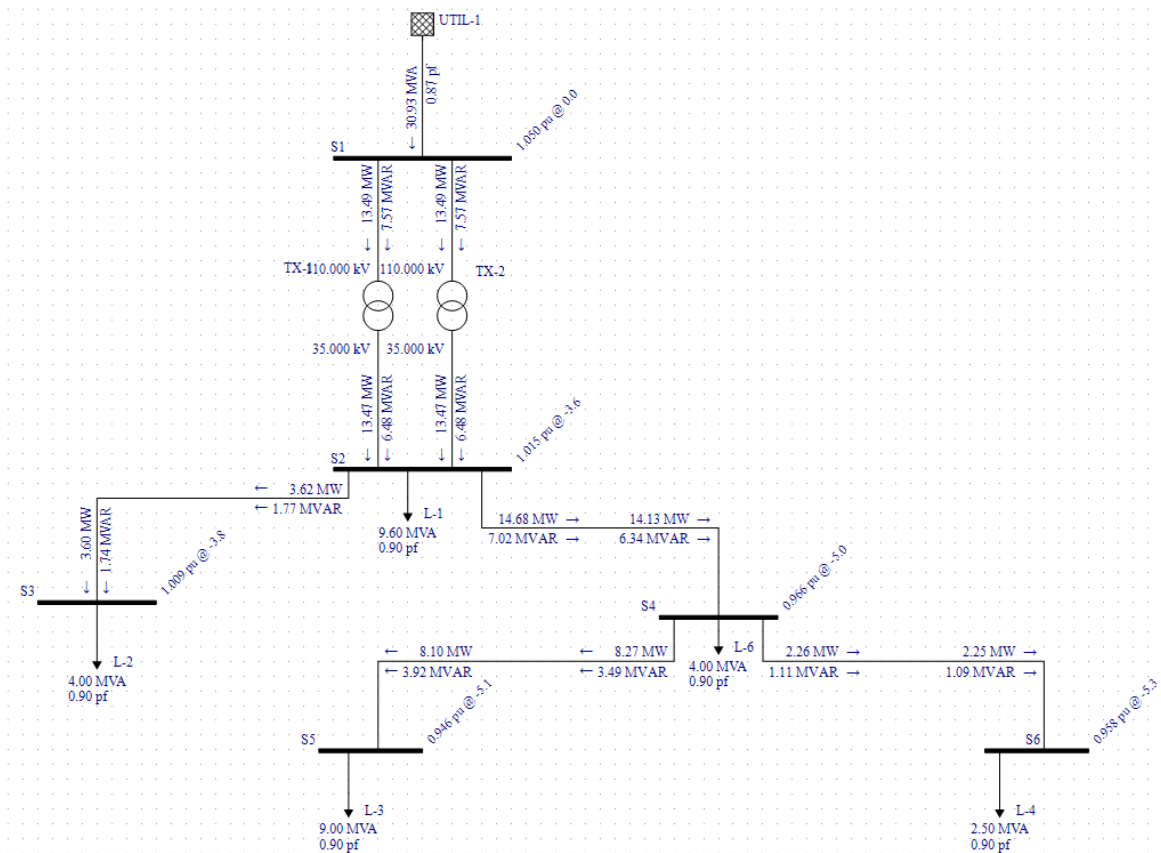 UTIL-1
30.93 MVA
0.87 pf
↓
S1
1.050 pu @ 0.0
13.49 MW
7.57 MVAR
↓ ↓
13.49 MW
7.57 MVAR
↓ ↓
TX-1
110.000 kV
110.000 kV
TX-2
35.000 kV
35.000 kV
13.47 MW
6.48 MVAR
↓ ↓
13.47 MW
6.48 MVAR
↓ ↓
S2
1.015 pu @ -3.6
← 3.62 MW
← 1.77 MVAR
L-1
9.60 MVA
0.90 pf
14.68 MW →
7.02 MVAR →
14.13 MW →
6.34 MVAR →
3.60 MW
1.74 MVAR
↓ ↓
S3
1.009 pu @ -3.8
L-2
4.00 MVA
0.90 pf
S4
0.966 pu @ -5.0
L-6
4.00 MVA
0.90 pf
← 8.10 MW
← 3.92 MVAR
← 8.27 MW
← 3.49 MVAR
2.26 MW →
1.11 MVAR →
2.25 MW →
1.09 MVAR →
S5
0.946 pu @ -5.1
L-3
9.00 MVA
0.90 pf
S6
0.958 pu @ -5.3
L-4
2.50 MVA
0.90 pf